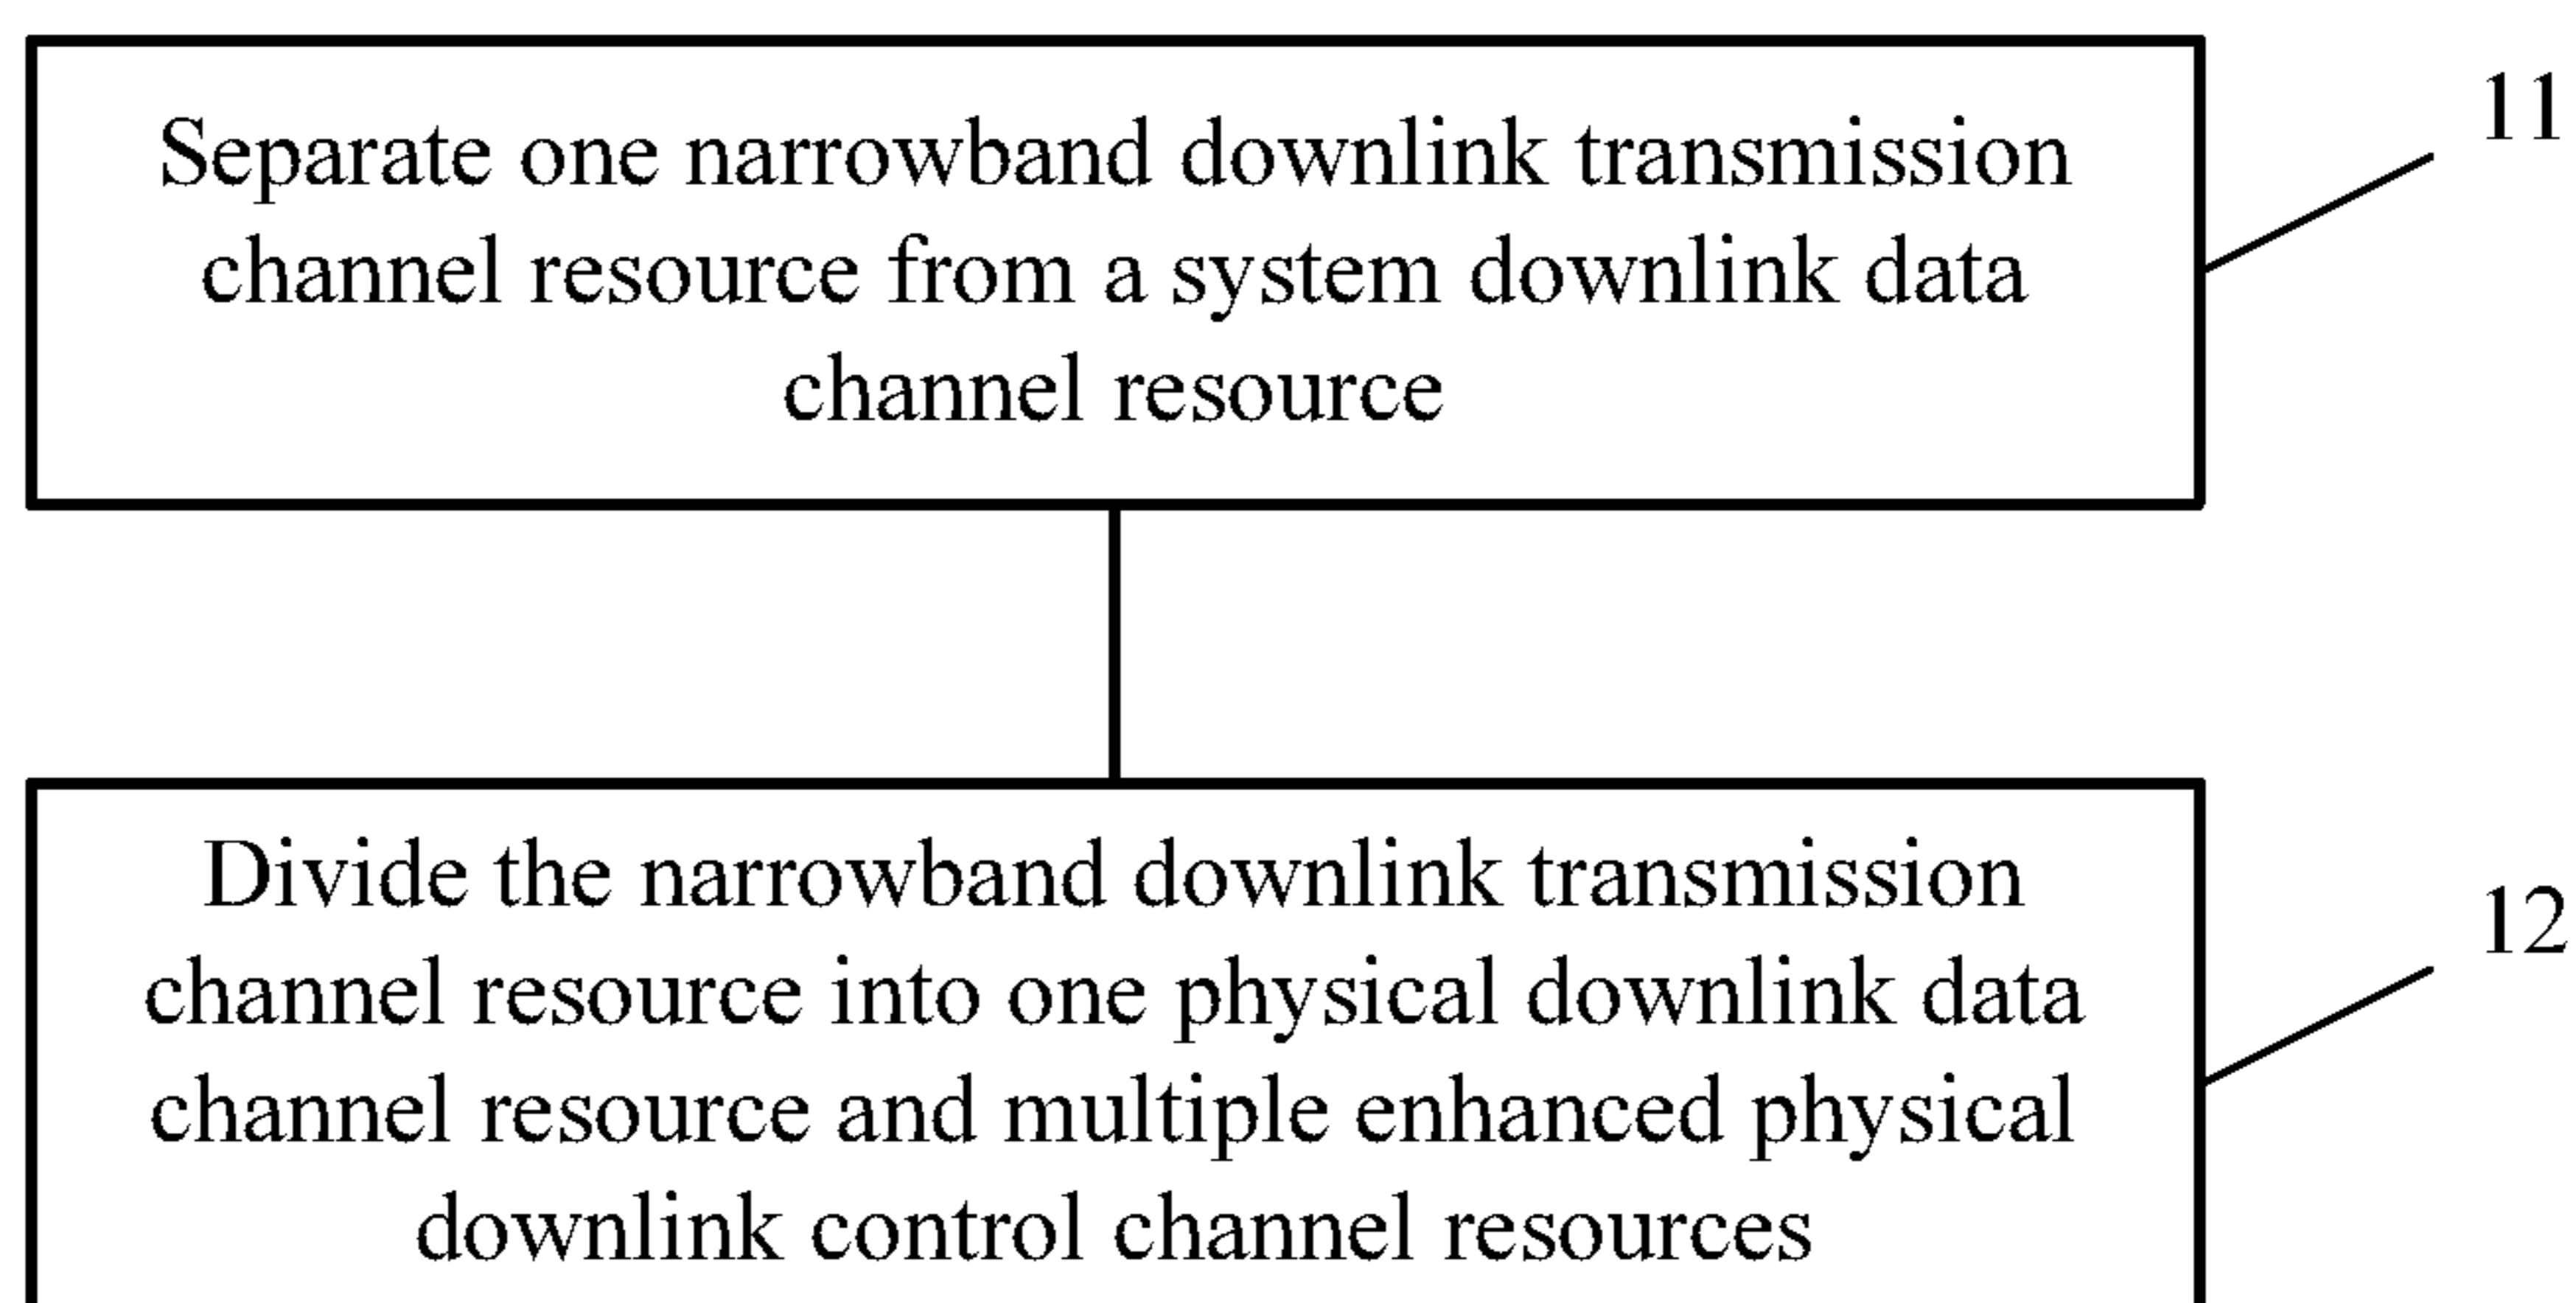 Separate one narrowband downlink transmission
channel resource from a system downlink data
channel resource
11
Divide the narrowband downlink transmission
channel resource into one physical downlink data
channel resource and multiple enhanced physical
downlink control channel resources
12